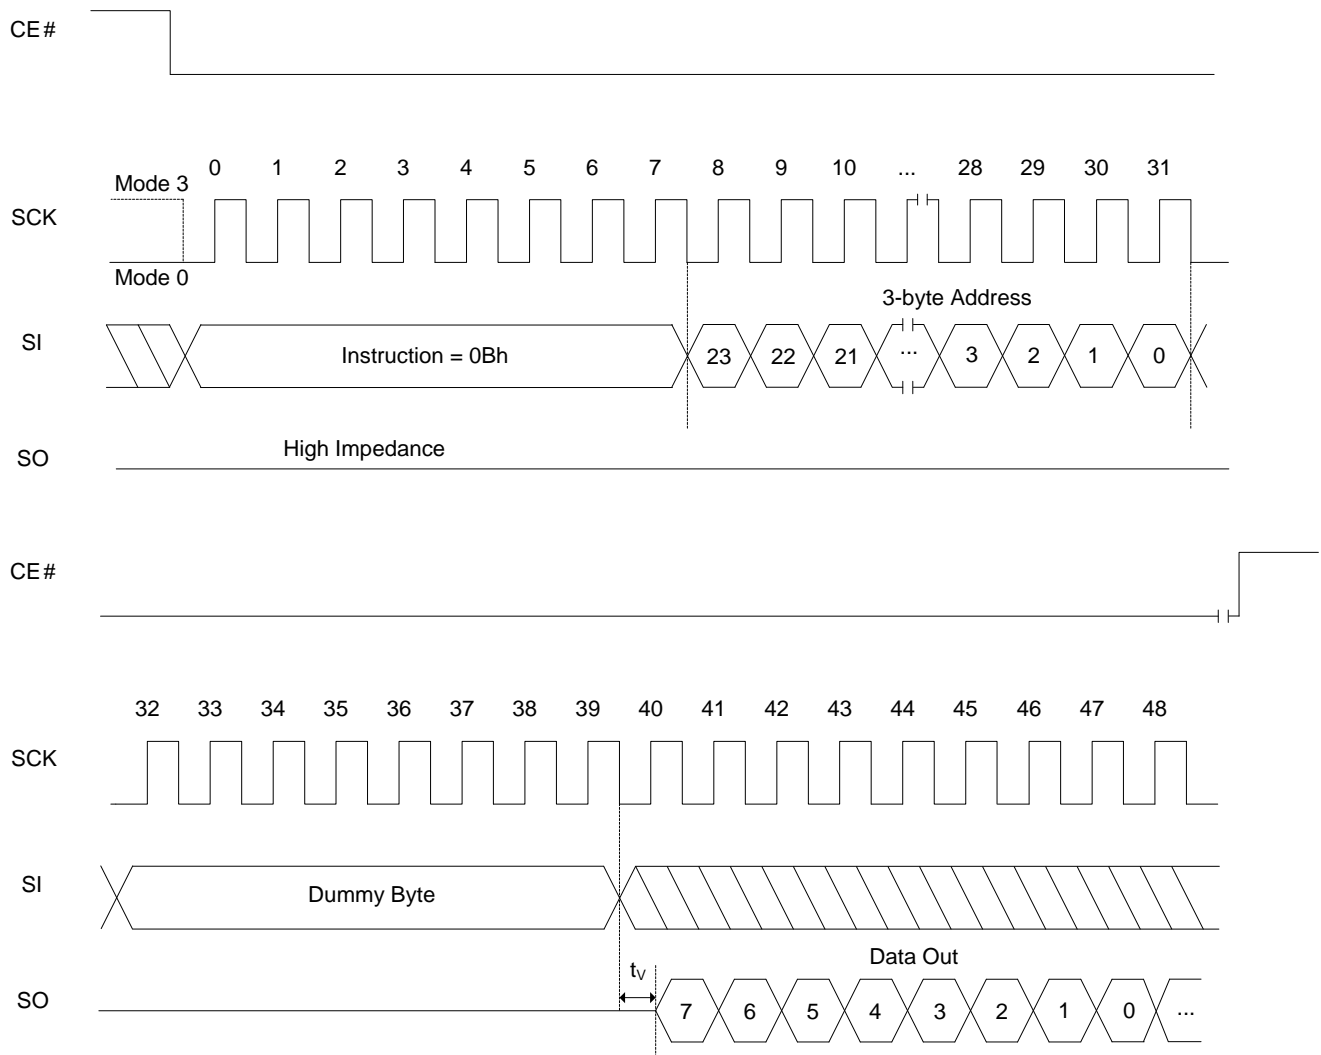 CE#
0 1 2 3 4 5 6 7 8 9 10 ... 28 29 30 31
Mode 3
SCK
Mode 0
3-byte Address
SI
Instruction = 0Bh
23 22 21 ... 3 2 1 0
High Impedance
SO
CE#
32 33 34 35 36 37 38 39 40 41 42 43 44 45 46 47 48
SCK
SI
Dummy Byte
Data Out
tV
SO
7 6 5 4 3 2 1 0 ...